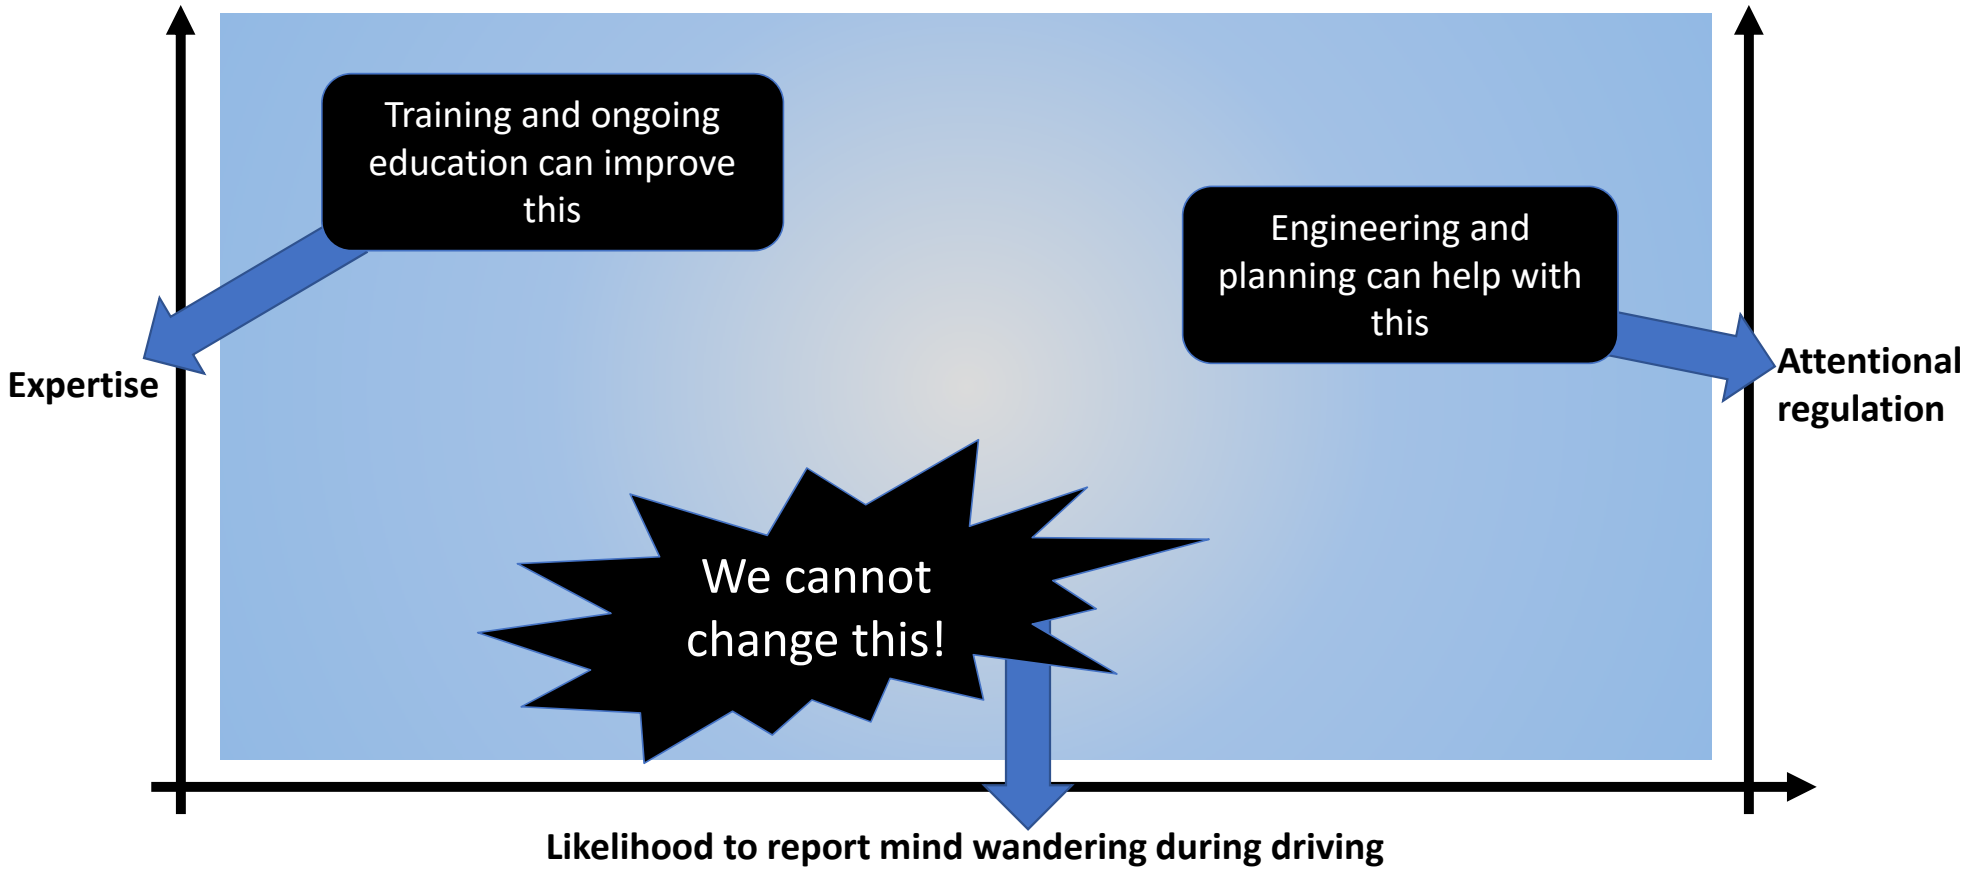 Training and ongoing
education can improve
this
Engineering and
planning can help with
this
Expertise
Attentional
regulation
We cannot
change this!
Likelihood to report mind wandering during driving